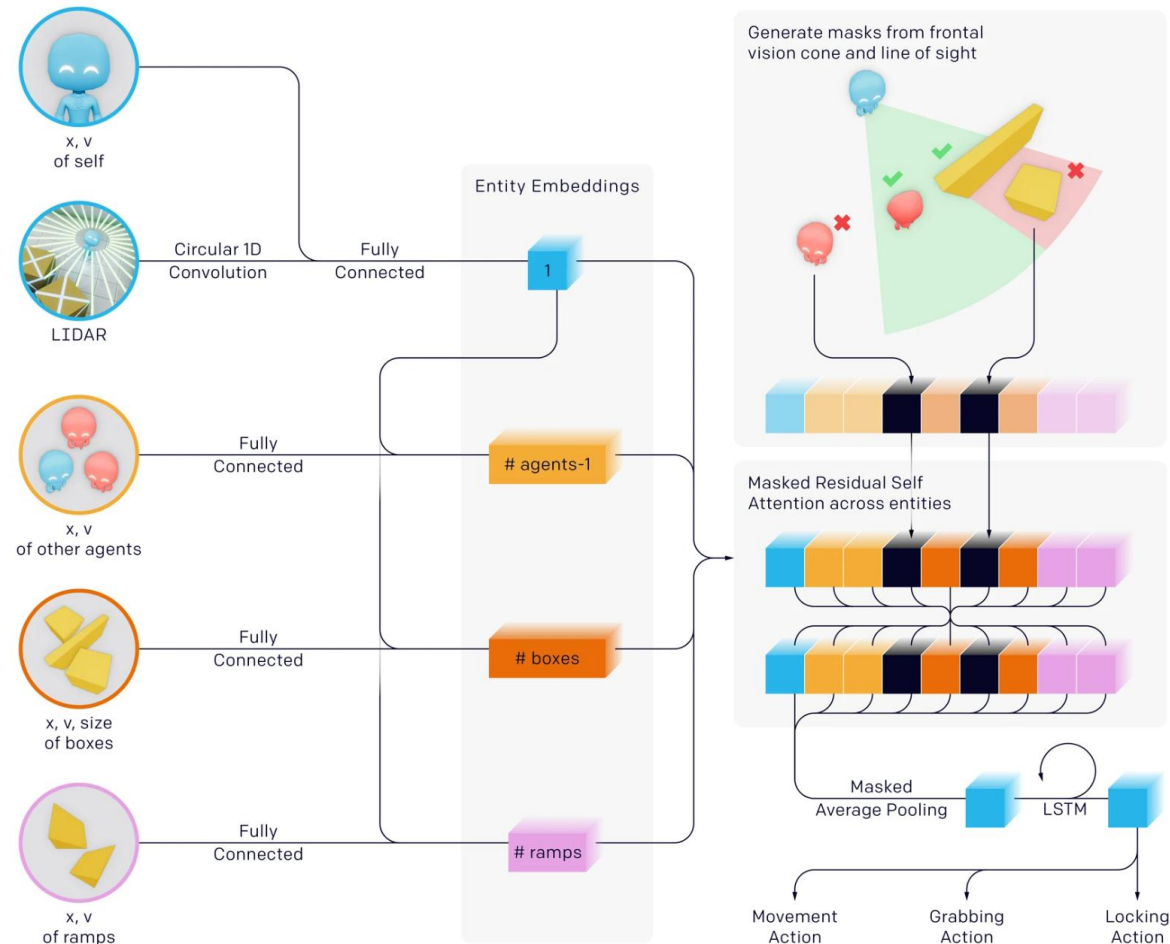 x, v
of self
LIDAR
Circular 1D
Convolution
Fully
Connected
x, v
of other agents
Fully
Connected
x, v, size
of boxes
Fully
Connected
x, v
of ramps
Fully
Connected
Entity Embeddings
1
# agents-1
# boxes
# ramps
Generate masks from frontal
vision cone and line of sight
Masked Residual Self
Attention across entities
Masked
Average Pooling
LSTM
Movement
Action
Grabbing
Action
Locking
Action